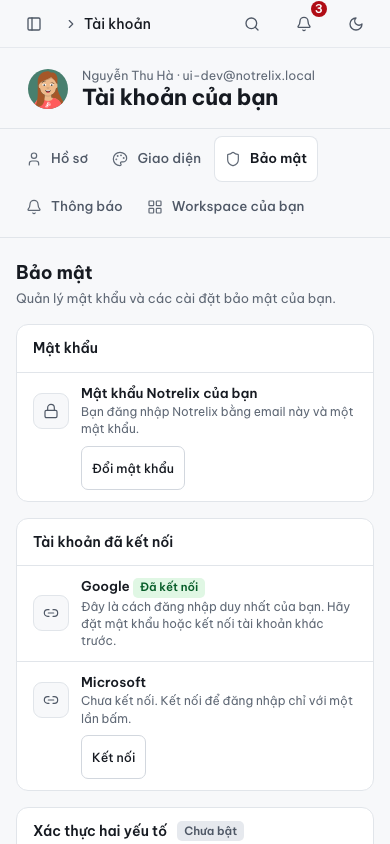 Tài khoản
3
Nguyễn Thu Hà · ui-dev@notrelix.local
Tài khoản của bạn
Hồ sơ
Giao diện
Bảo mật
Thông báo
Workspace của bạn
Bảo mật
Quản lý mật khẩu và các cài đặt bảo mật của bạn.
Mật khẩu
Mật khẩu Notrelix của bạn
Bạn đăng nhập Notrelix bằng email này và một
mật khẩu.
Đổi mật khẩu
Tài khoản đã kết nối
Google Đã kết nối
Đây là cách đăng nhập duy nhất của bạn. Hãy
đặt mật khẩu hoặc kết nối tài khoản khác
trước.
Microsoft
Chưa kết nối. Kết nối để đăng nhập chỉ với một
lần bấm.
Kết nối
Xác thực hai yếu tố Chưa bật